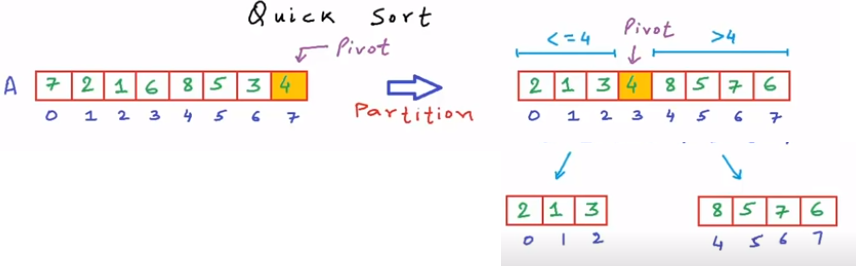 Quick Sort
Pivot
A 7 2 1 6 8 5 3 4
0 1 2 3 4 5 6 7
Partition
Pivot
<=4 >4
2 1 3 4 8 5 7 6
0 1 2 3 4 5 6 7
2 1 3
0 1 2
8 5 7 6
4 5 6 7